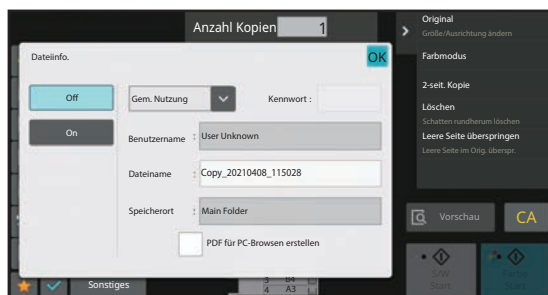 Anzahl Kopien 1
Original
Größe/Ausrichtung ändern
Dateiinfo. OK
Farbmodus
Off Gem. Nutzung Kennwort :
2-seit. Kopie
Löschen
Schatten rundherum löschen
On Benutzername : User Unknown
Leere Seite überspringen
Leere Seite im Orig. überspr.
Dateiname : Copy_20210408_115028
Speicherort : Main Folder
Vorschau CA
PDF für PC-Browsen erstellen
Sonstiges
3 B4
4 A3
S/W
Start
Farbe
Start